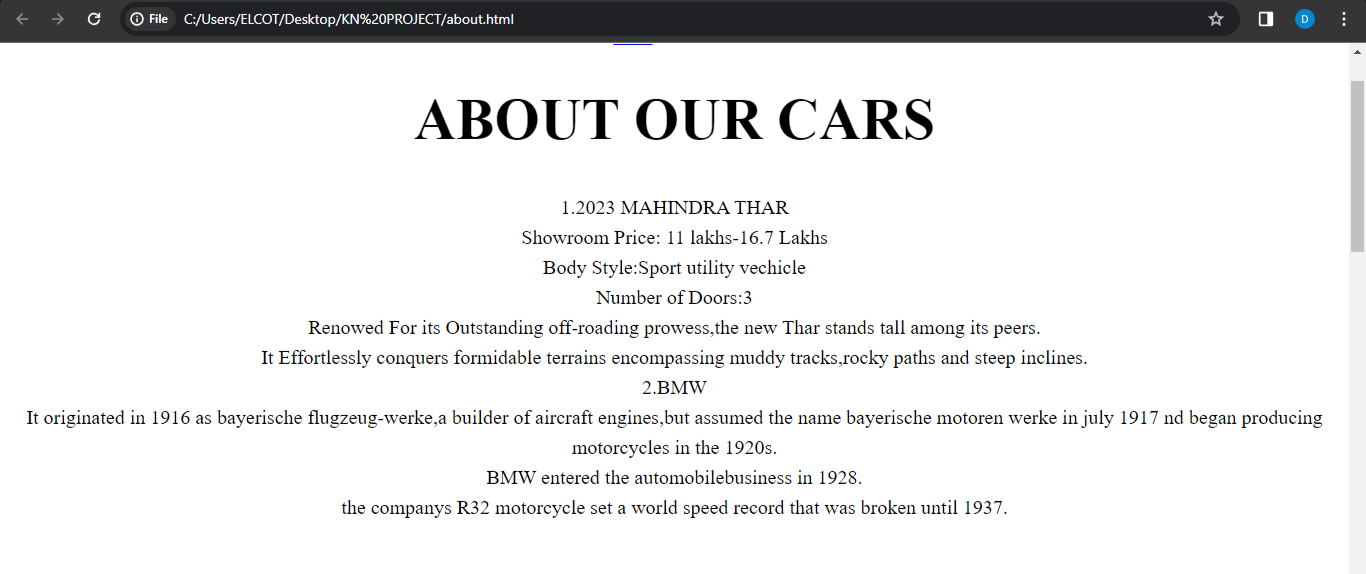 File C:/Users/ELCOT/Desktop/KN%20PROJECT/about.html D
ABOUT OUR CARS
1.2023 MAHINDRA THAR
Showroom Price: 11 lakhs-16.7 Lakhs
Body Style:Sport utility vechicle
Number of Doors:3
Renowed For its Outstanding off-roading prowess,the new Thar stands tall among its peers.
It Effortlessly conquers formidable terrains encompassing muddy tracks,rocky paths and steep inclines.
2.BMW
It originated in 1916 as bayerische flugzeug-werke,a builder of aircraft engines,but assumed the name bayerische motoren werke in july 1917 nd began producing
motorcycles in the 1920s.
BMW entered the automobilebusiness in 1928.
the companys R32 motorcycle set a world speed record that was broken until 1937.